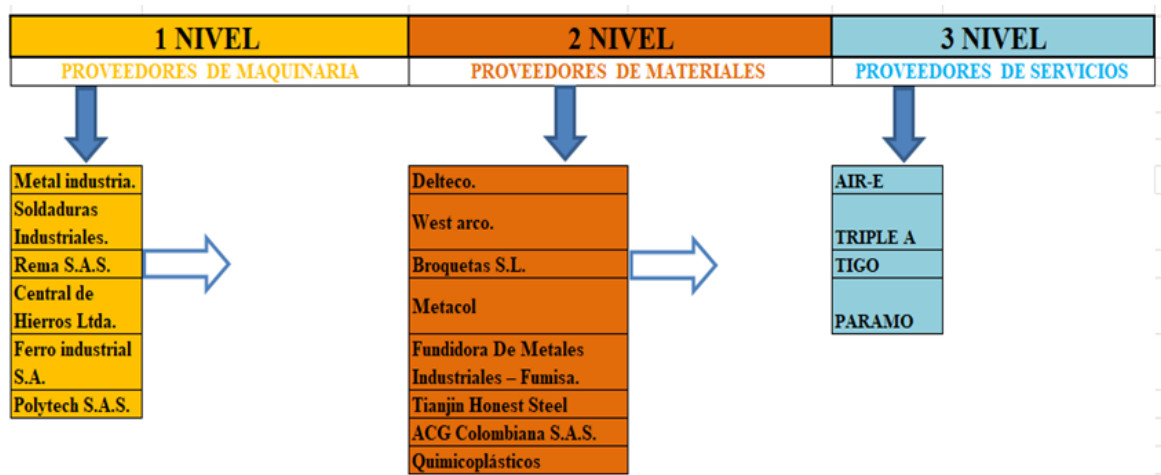 1 NIVEL
2 NIVEL
3 NIVEL
PROVEEDORES DE MAQUINARIA
PROVEEDORES DE MATERIALES
PROVEEDORES DE SERVICIOS
Metal industria.
Soldaduras
Industriales.
Rema S.A.S.
Central de
Hierros Ltda.
Ferro industrial
S.A.
Polytech S.A.S.
Delteco.
West arco.
Broquetas S.L.
Metacol
Fundidora De Metales
Industriales – Fumisa.
Tianjin Honest Steel
ACG Colombiana S.A.S.
Quimicoplásticos
AIR-E
TRIPLE A
TIGO
PARAMO